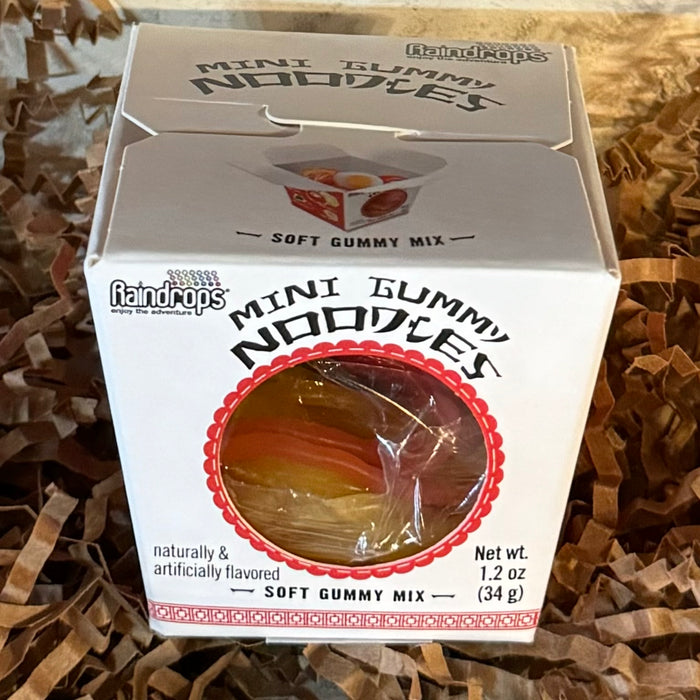 Raindrops
enjoy the adventure
MINI GUMMY
NOODLES
SOFT GUMMY MIX
Raindrops
enjoy the adventure
MINI GUMMY
NOODLES
naturally &
artificially flavored
Net wt.
1.2 oz
(34 g)
SOFT GUMMY MIX